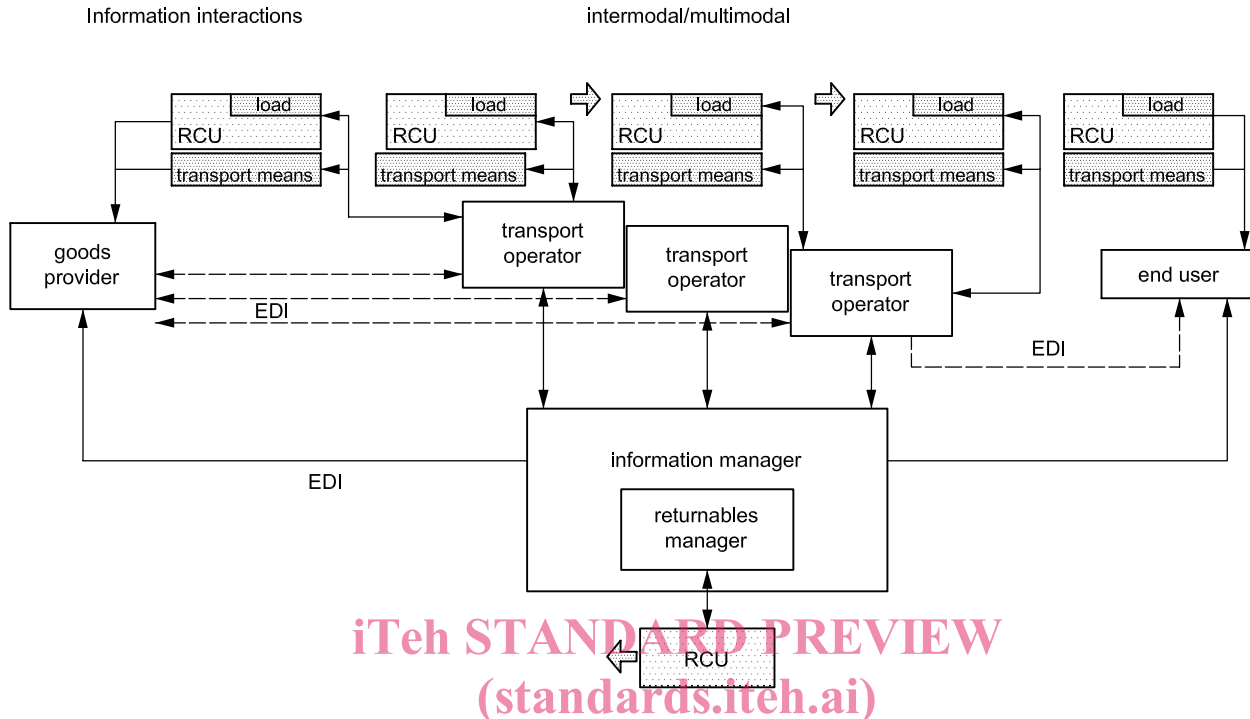 Information interactions
intermodal/multimodal
load
RCU
transport means
load
RCU
transport means
load
RCU
transport means
load
RCU
transport means
load
RCU
transport means
goods
provider
transport
operator
transport
operator
transport
operator
end user
EDI
EDI
information manager
EDI
returnables
manager
iTeh STANDARD PREVIEW
RCU
(standards.iteh.ai)